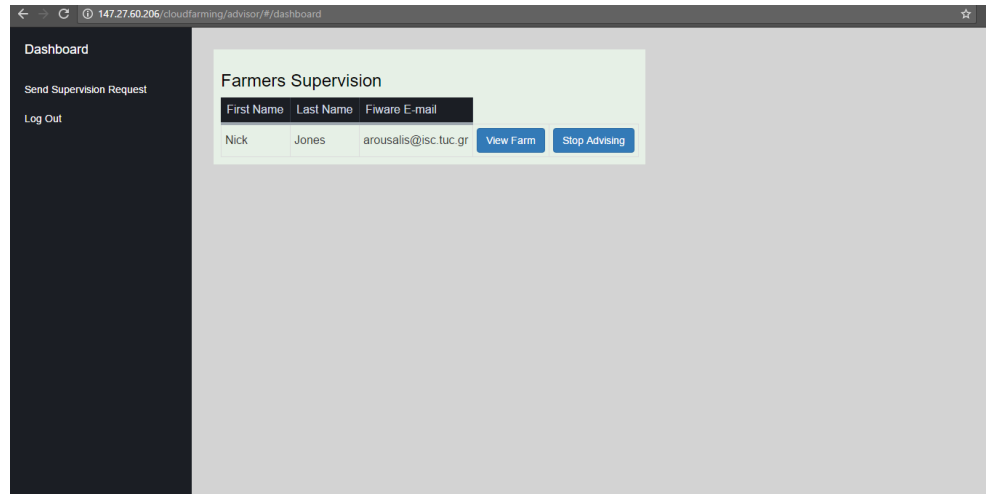 147.27.60.206/cloudfarming/advisor/#/dashboard
Dashboard
Send Supervision Request
Log Out
Farmers Supervision
First Name Last Name Fiware E-mail
Nick Jones arousalis@isc.tuc.gr View Farm Stop Advising